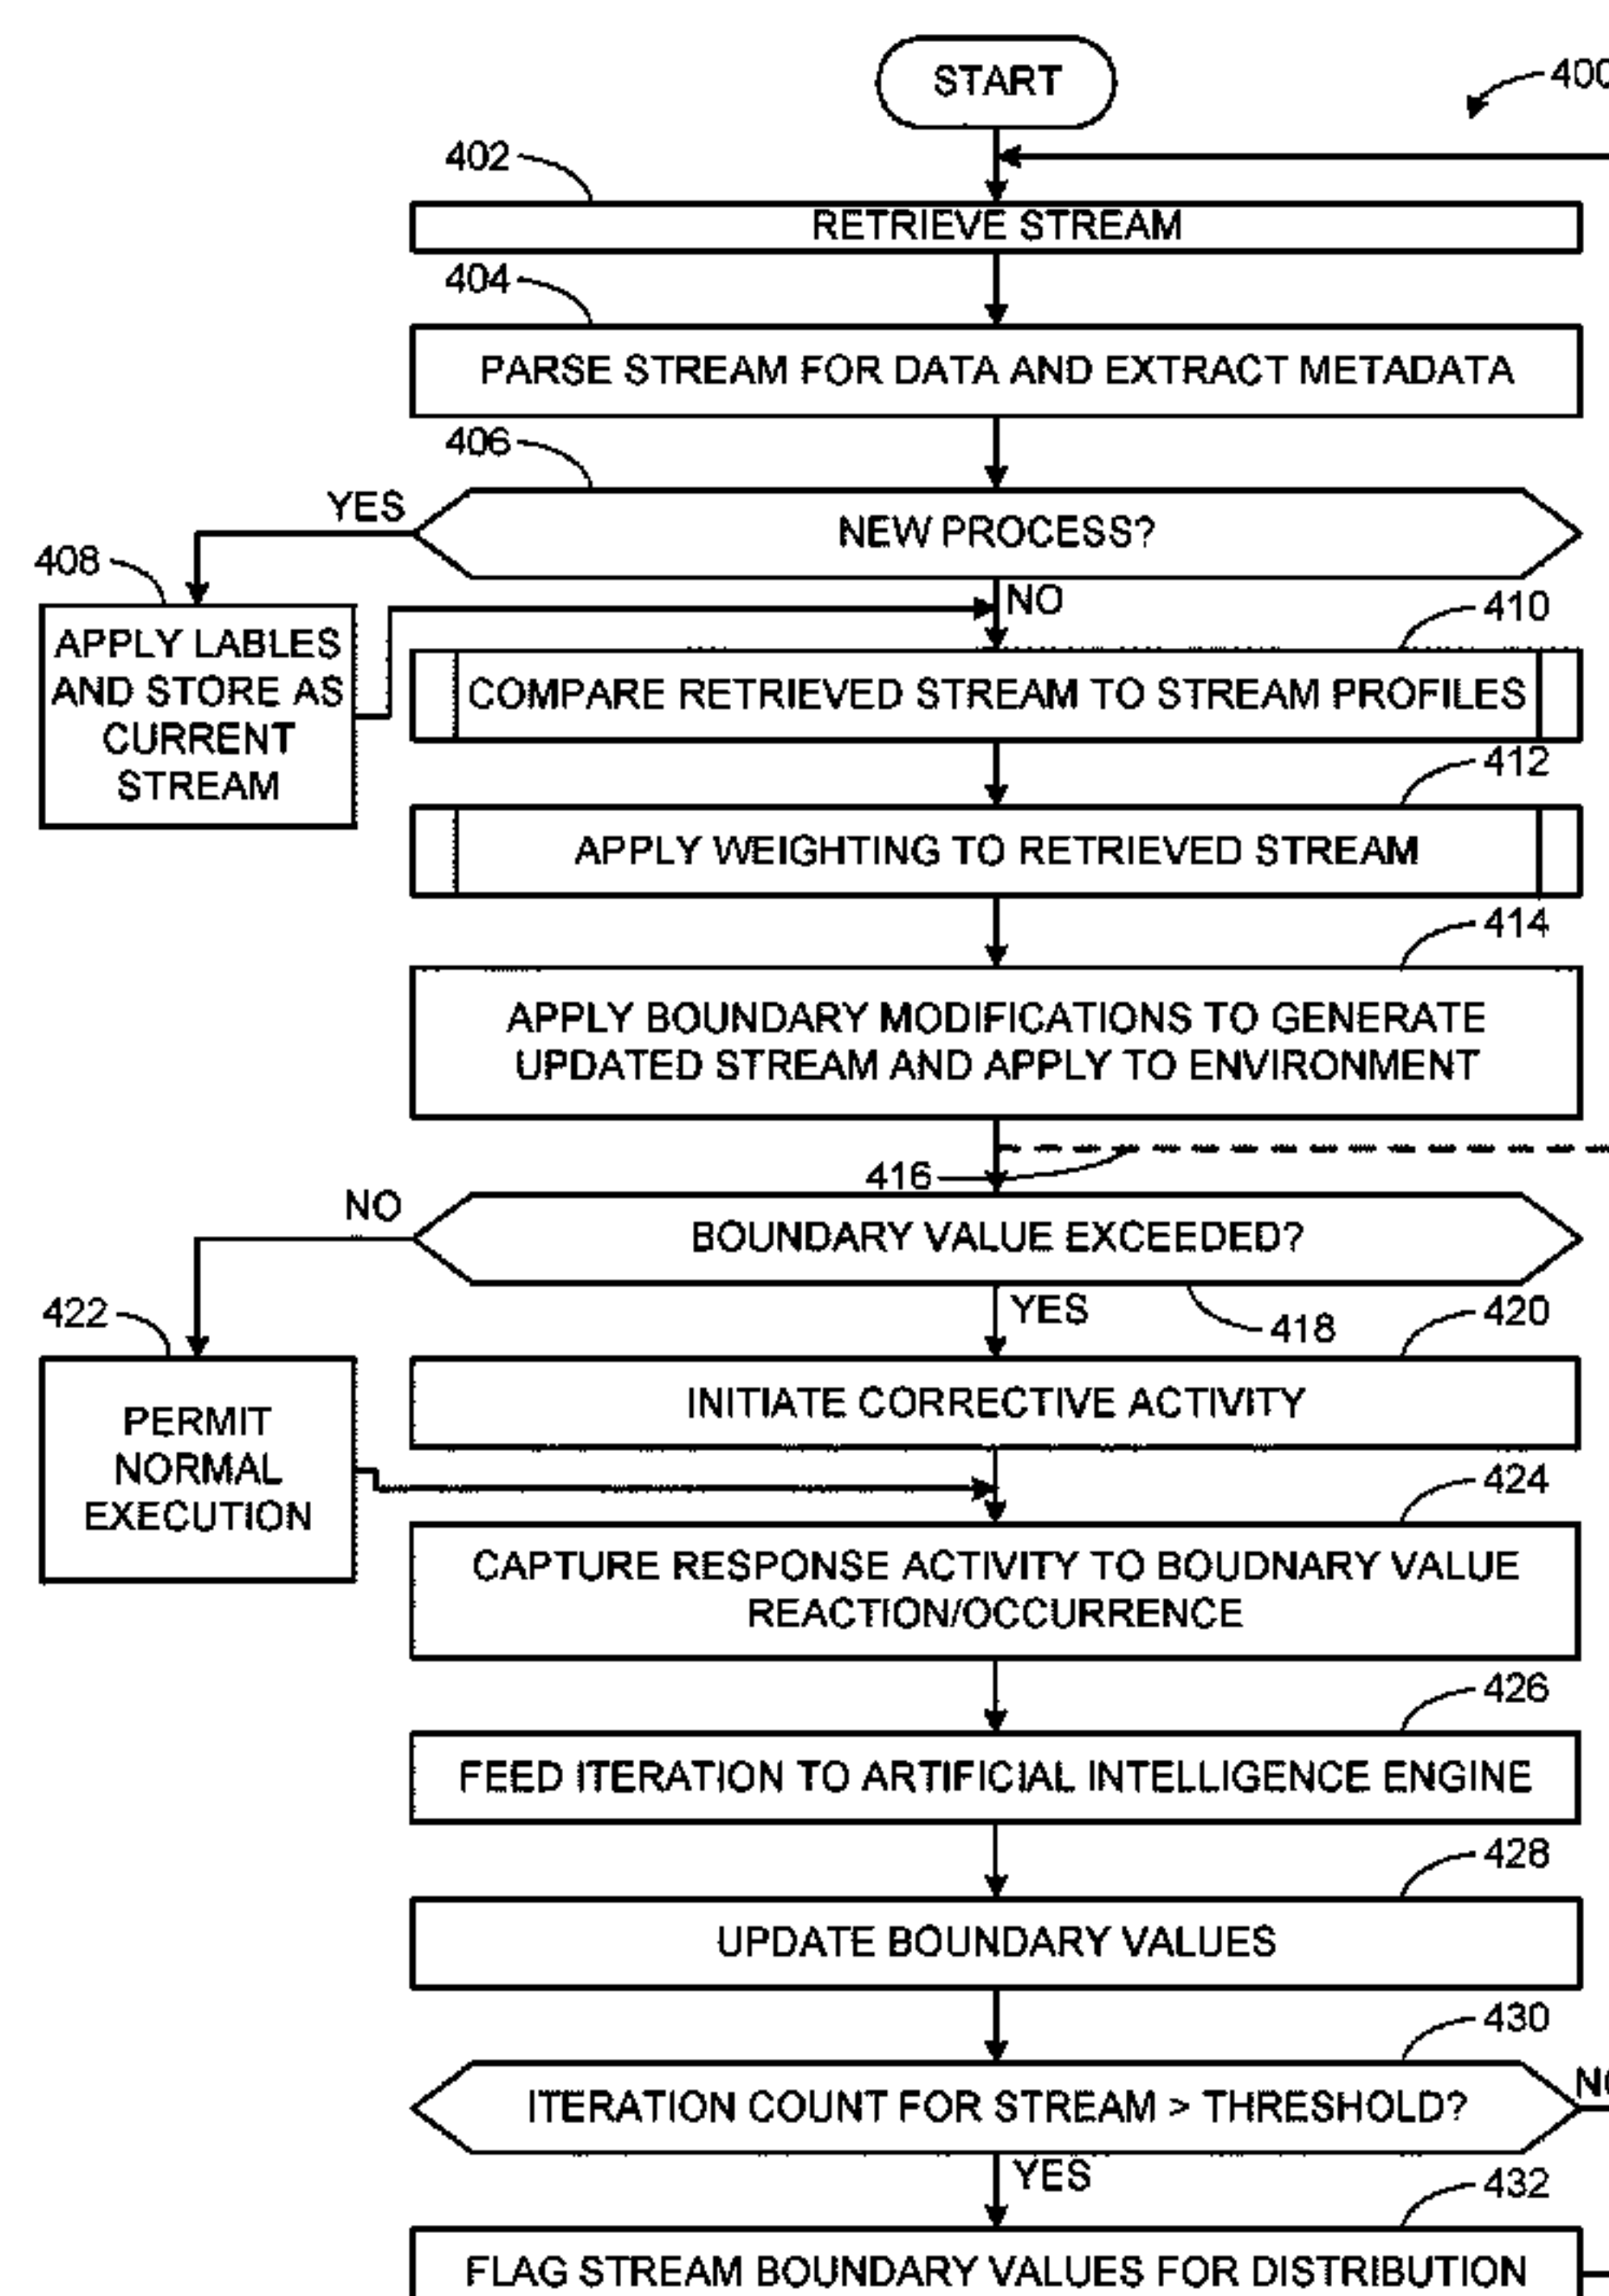 START
400
402
RETRIEVE STREAM
404
PARSE STREAM FOR DATA AND EXTRACT METADATA
406
YES
NEW PROCESS?
408
NO
410
APPLY LABLES
AND STORE AS
CURRENT
STREAM
COMPARE RETRIEVED STREAM TO STREAM PROFILES
412
APPLY WEIGHTING TO RETRIEVED STREAM
414
APPLY BOUNDARY MODIFICATIONS TO GENERATE
UPDATED STREAM AND APPLY TO ENVIRONMENT
416
NO
BOUNDARY VALUE EXCEEDED?
422
YES
418
420
INITIATE CORRECTIVE ACTIVITY
PERMIT
NORMAL
EXECUTION
424
CAPTURE RESPONSE ACTIVITY TO BOUDNARY VALUE
REACTION/OCCURRENCE
426
FEED ITERATION TO ARTIFICIAL INTELLIGENCE ENGINE
428
UPDATE BOUNDARY VALUES
430
ITERATION COUNT FOR STREAM > THRESHOLD?
NO
YES
432
FLAG STREAM BOUNDARY VALUES FOR DISTRIBUTION